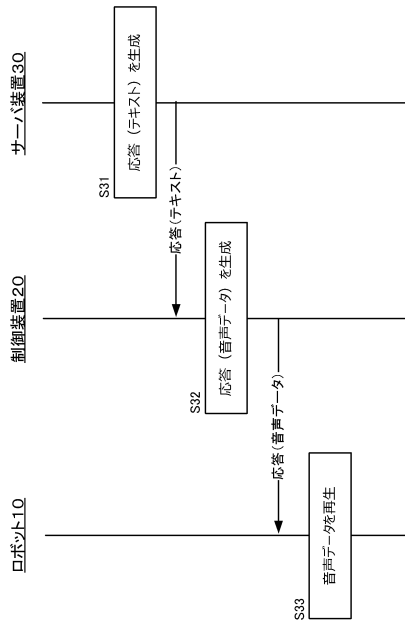 ロボット10
制御装置20
サーバ装置30
S31
応答（テキスト）を生成
応答（テキスト）
S32
応答（音声データ）を生成
応答（音声データ）
S33
音声データを再生